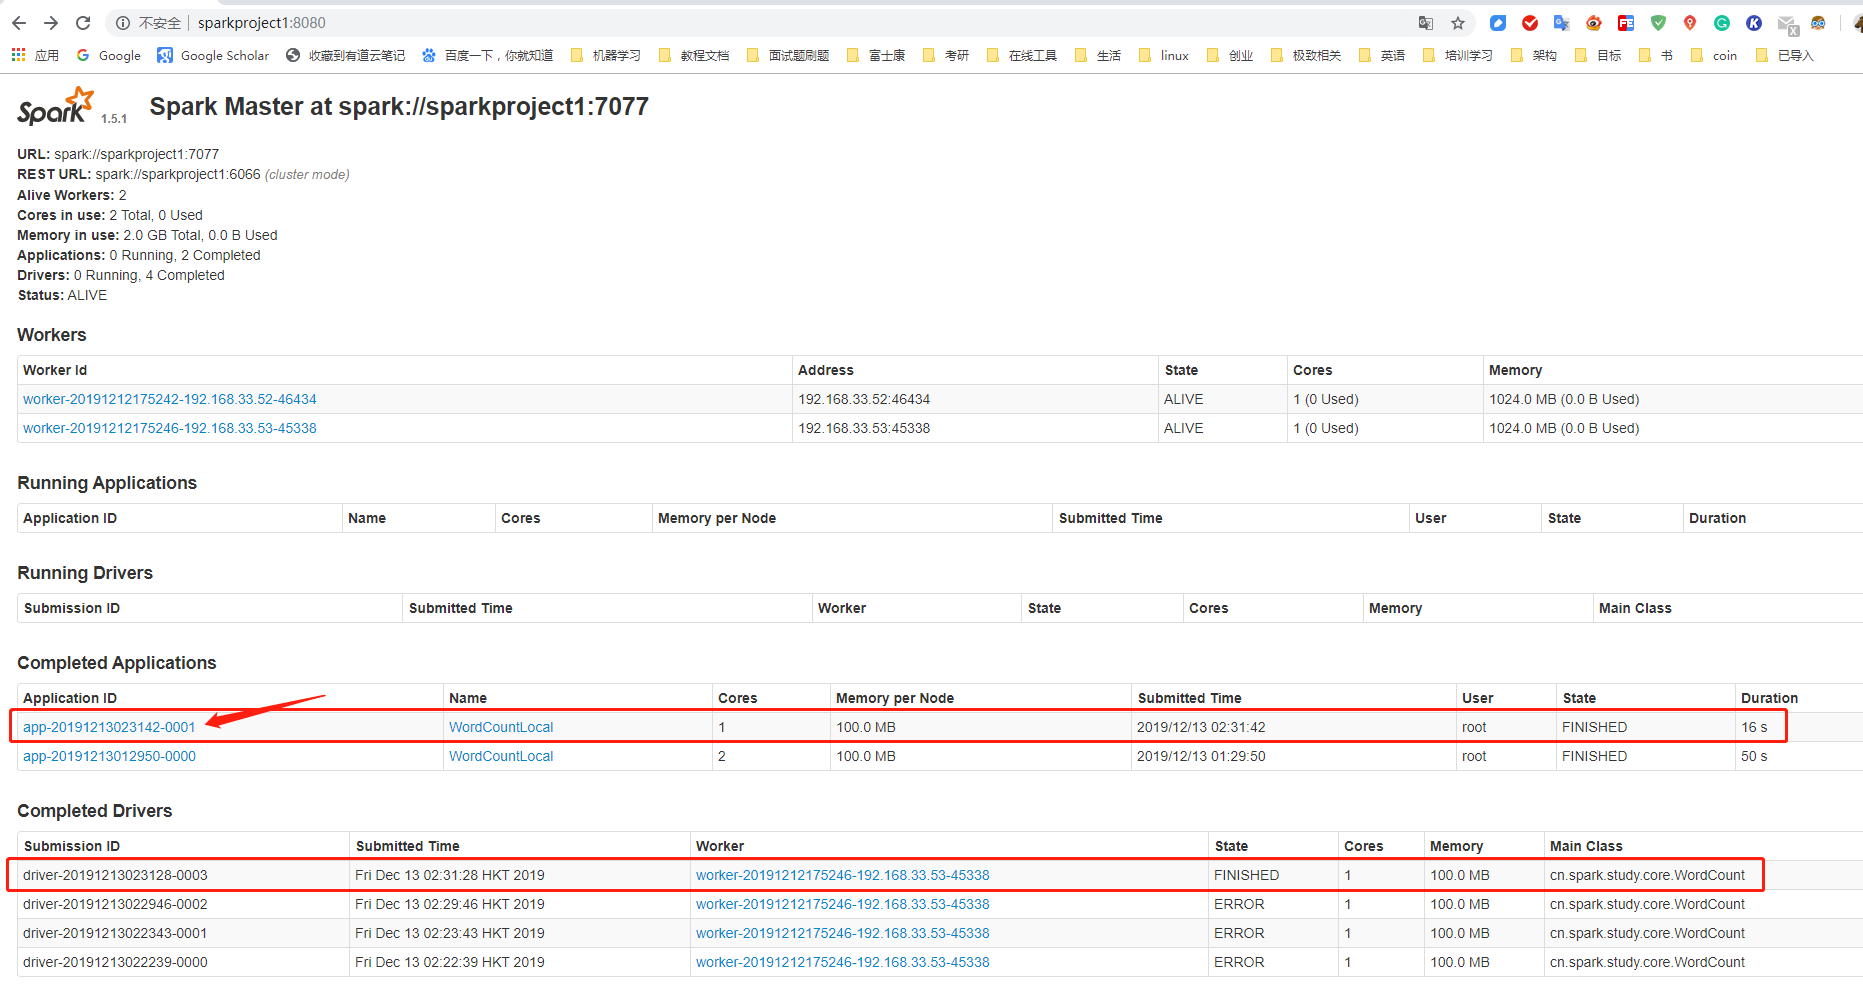 不安全 sparkproject1:8080
应用 Google Google Scholar 收藏到有道云笔记 百度一下，你就知道 机器学习 教程文档 面试题刷题 富士康 考研 在线工具 生活 linux 创业 极致相关 英语 培训学习 架构 目标 书 coin 已导入
Spark 1.5.1 Spark Master at spark://sparkproject1:7077
URL: spark://sparkproject1:7077
REST URL: spark://sparkproject1:6066 (cluster mode)
Alive Workers: 2
Cores in use: 2 Total, 0 Used
Memory in use: 2.0 GB Total, 0.0 B Used
Applications: 0 Running, 2 Completed
Drivers: 0 Running, 4 Completed
Status: ALIVE
Workers
Worker Id Address State Cores Memory
worker-20191212175242-192.168.33.52-46434 192.168.33.52:46434 ALIVE 1 (0 Used) 1024.0 MB (0.0 B Used)
worker-20191212175246-192.168.33.53-45338 192.168.33.53:45338 ALIVE 1 (0 Used) 1024.0 MB (0.0 B Used)
Running Applications
Application ID Name Cores Memory per Node Submitted Time User State Duration
Running Drivers
Submission ID Submitted Time Worker State Cores Memory Main Class
Completed Applications
Application ID Name Cores Memory per Node Submitted Time User State Duration
app-20191213023142-0001 WordCountLocal 1 100.0 MB 2019/12/13 02:31:42 root FINISHED 16 s
app-20191213012950-0000 WordCountLocal 2 100.0 MB 2019/12/13 01:29:50 root FINISHED 50 s
Completed Drivers
Submission ID Submitted Time Worker State Cores Memory Main Class
driver-20191213023128-0003 Fri Dec 13 02:31:28 HKT 2019 worker-20191212175246-192.168.33.53-45338 FINISHED 1 100.0 MB cn.spark.study.core.WordCount
driver-20191213022946-0002 Fri Dec 13 02:29:46 HKT 2019 worker-20191212175246-192.168.33.53-45338 ERROR 1 100.0 MB cn.spark.study.core.WordCount
driver-20191213022343-0001 Fri Dec 13 02:23:43 HKT 2019 worker-20191212175246-192.168.33.53-45338 ERROR 1 100.0 MB cn.spark.study.core.WordCount
driver-20191213022239-0000 Fri Dec 13 02:22:39 HKT 2019 worker-20191212175246-192.168.33.53-45338 ERROR 1 100.0 MB cn.spark.study.core.WordCount